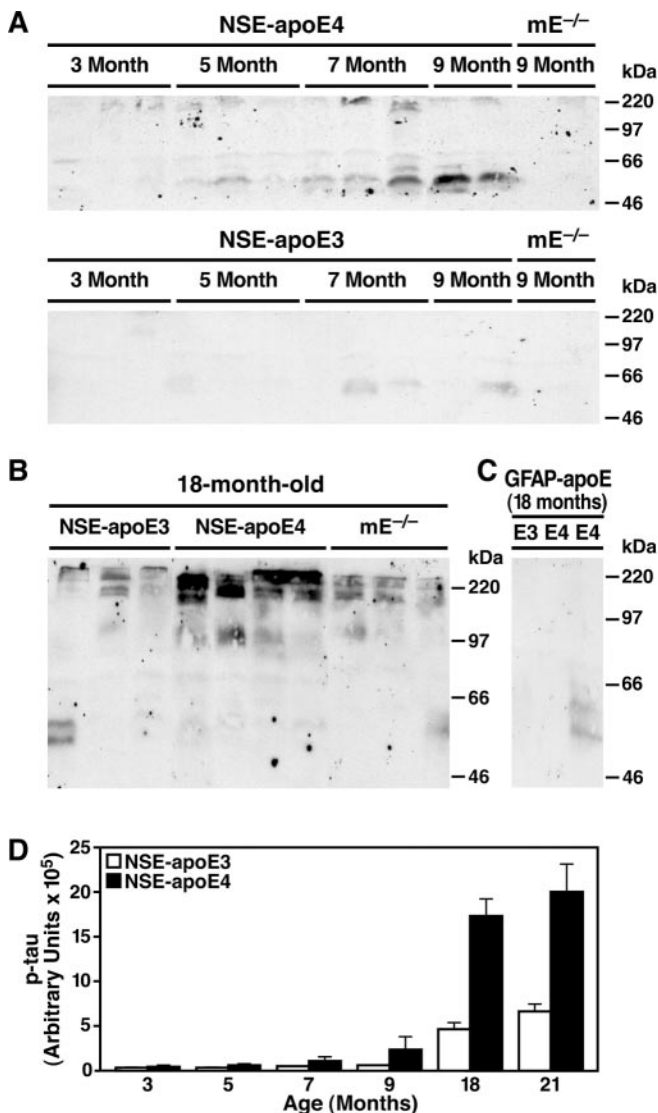 A
NSE-apoE4 mE−/−
3 Month 5 Month 7 Month 9 Month 9 Month
kDa
220
97
66
46
NSE-apoE3 mE−/−
3 Month 5 Month 7 Month 9 Month 9 Month
kDa
220
97
66
46
B
18-month-old
NSE-apoE3 NSE-apoE4 mE−/−
kDa
220
97
66
46
C
GFAP-apoE
(18 months)
E3 E4 E4
kDa
220
97
66
46
D
NSE-apoE3
NSE-apoE4
p-tau
(Arbitrary Units x 10⁵)
25
20
15
10
5
0
3 5 7 9 18 21
Age (Months)